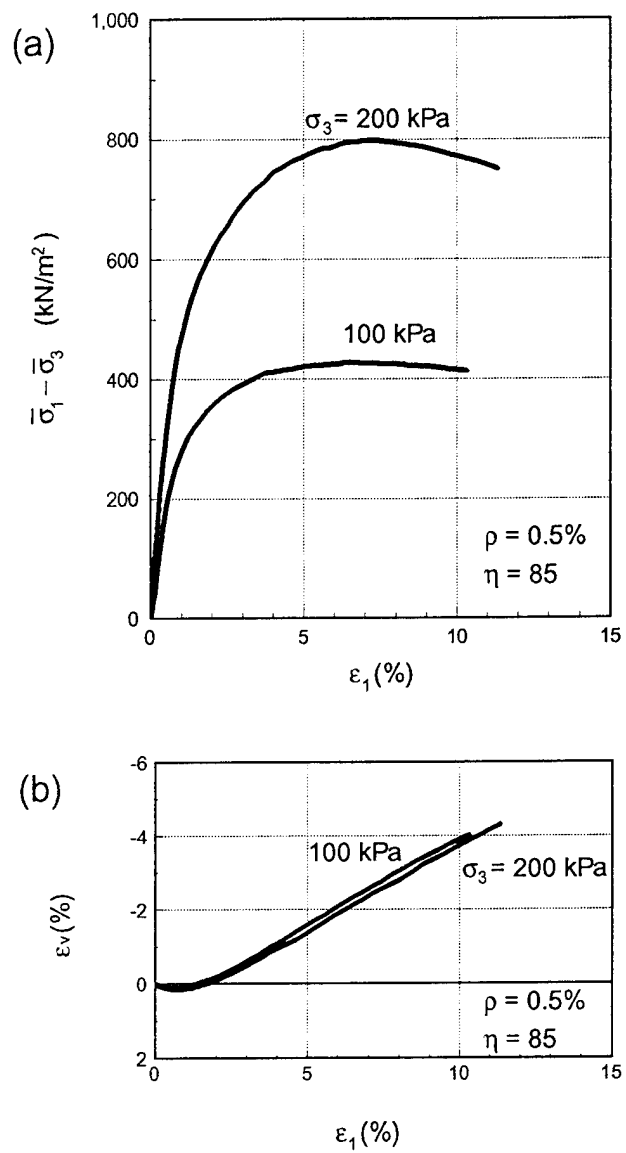 (a)
1,000
800
600
400
200
0
σ̅₁ – σ̅₃ (kN/m²)
σ₃ = 200 kPa
100 kPa
ρ = 0.5%
η = 85
0 5 10 15
ε₁(%)
(b)
-6
-4
-2
0
2
εᵥ(%)
100 kPa
σ₃ = 200 kPa
ρ = 0.5%
η = 85
0 5 10 15
ε₁(%)